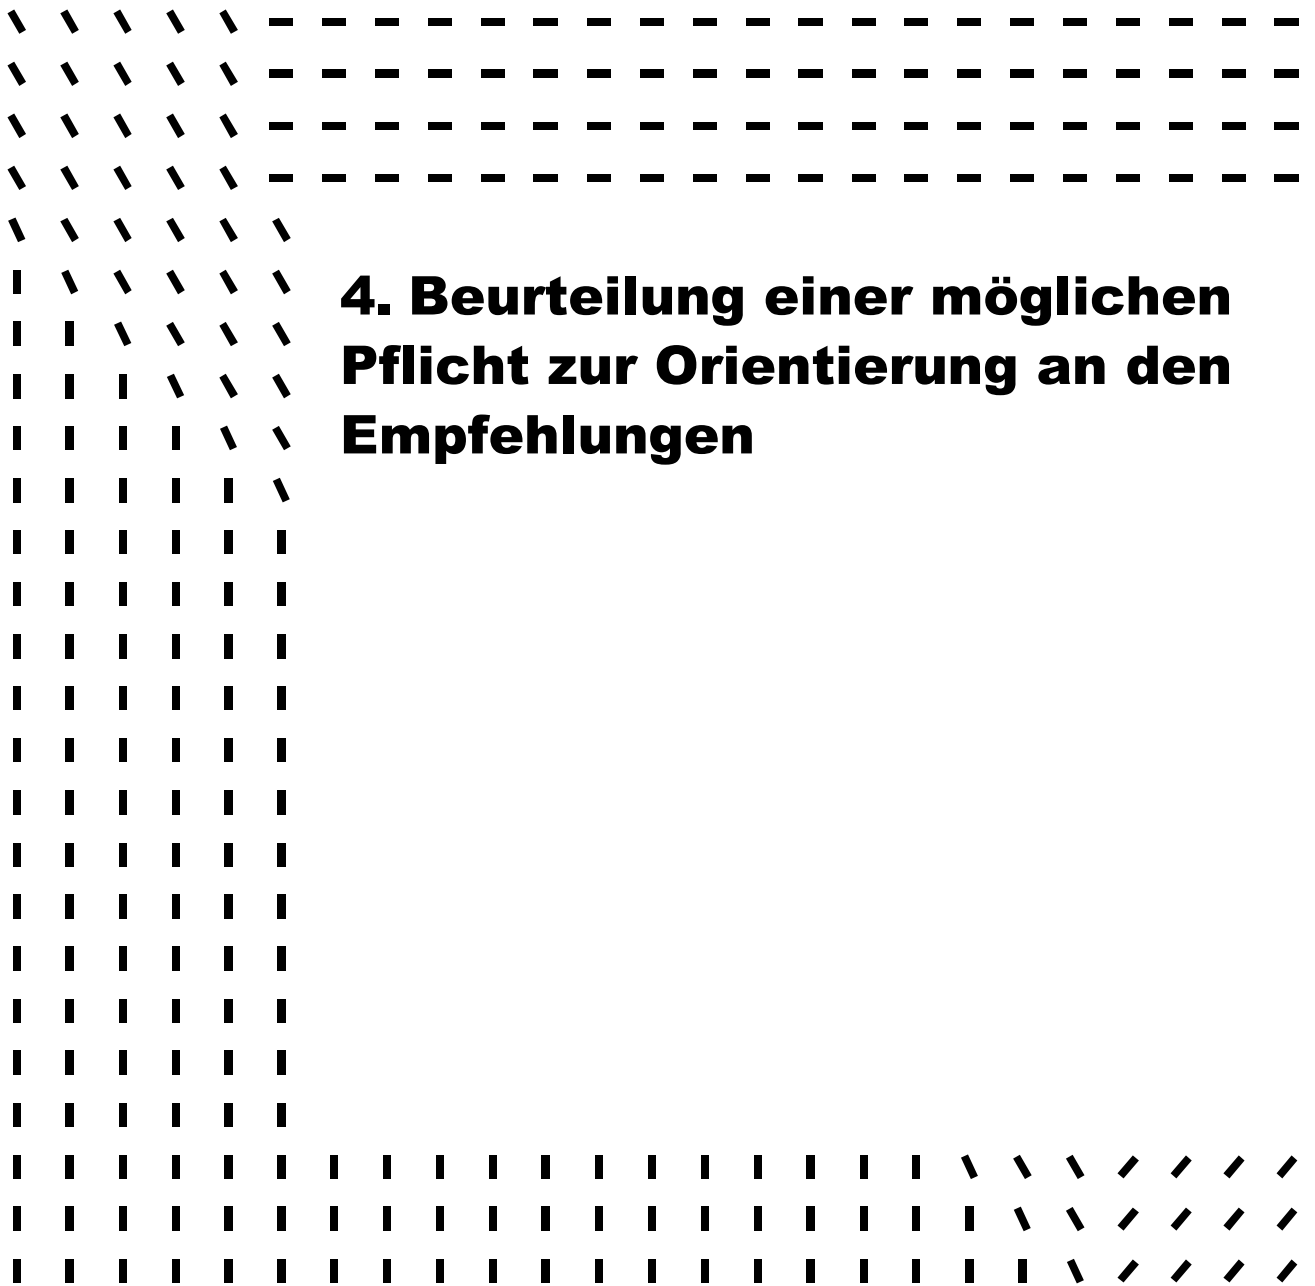 4. Beurteilung einer möglichen
Pflicht zur Orientierung an den
Empfehlungen